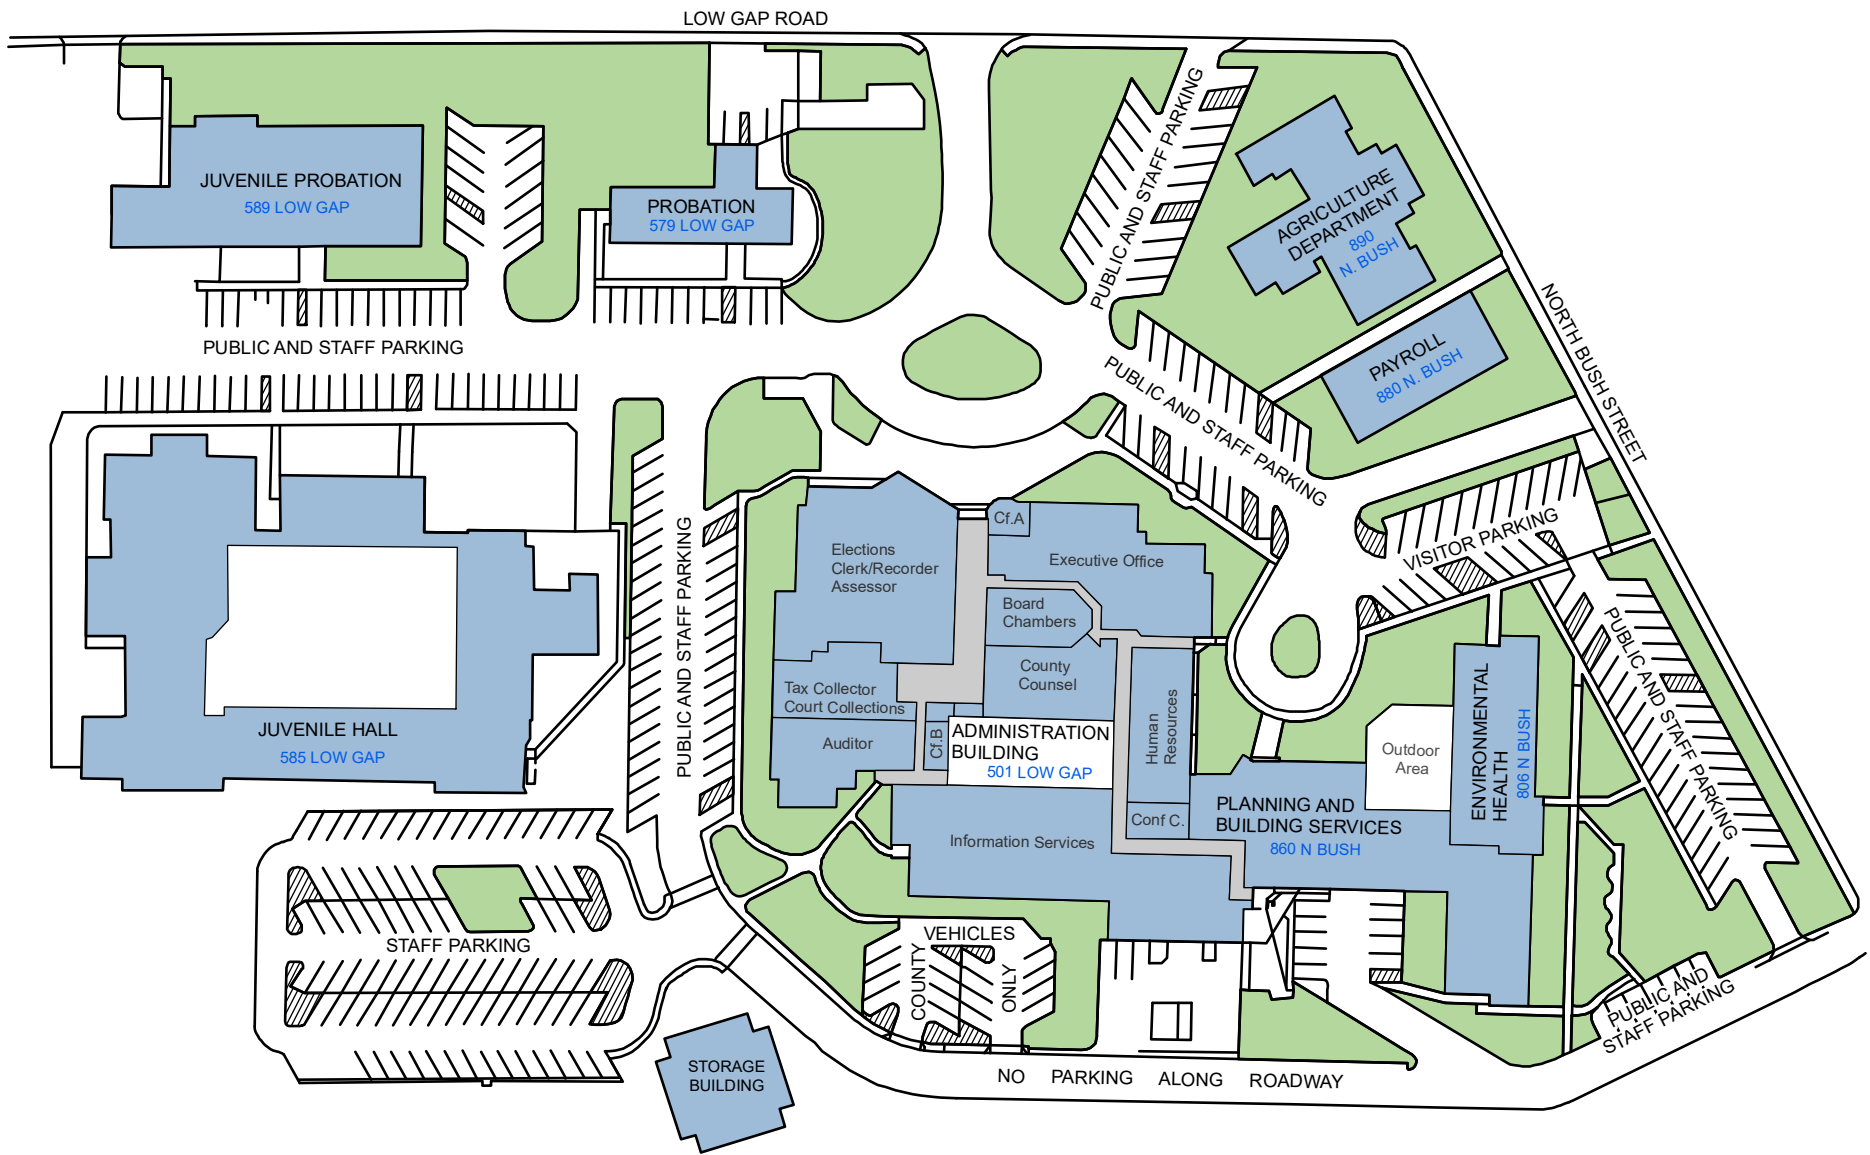 LOW GAP ROAD
JUVENILE PROBATION
589 LOW GAP
PROBATION
579 LOW GAP
PUBLIC AND STAFF PARKING
AGRICULTURE
DEPARTMENT
890
N. BUSH
NORTH BUSH STREET
PUBLIC AND STAFF PARKING
PAYROLL
880 N. BUSH
PUBLIC AND STAFF PARKING
VISITOR PARKING
PUBLIC AND STAFF PARKING
PUBLIC AND STAFF PARKING
Cf.A
Elections
Clerk/Recorder
Assessor
Executive Office
Board
Chambers
County
Counsel
Tax Collector
Court Collections
Auditor
Cf.B
ADMINISTRATION
BUILDING
501 LOW GAP
Human
Resources
Conf C.
Information Services
PLANNING AND
BUILDING SERVICES
860 N BUSH
Outdoor
Area
ENVIRONMENTAL
HEALTH
806 N BUSH
JUVENILE HALL
585 LOW GAP
STAFF PARKING
COUNTY
VEHICLES
ONLY
PUBLIC AND
STAFF PARKING
STORAGE
BUILDING
NO PARKING ALONG ROADWAY